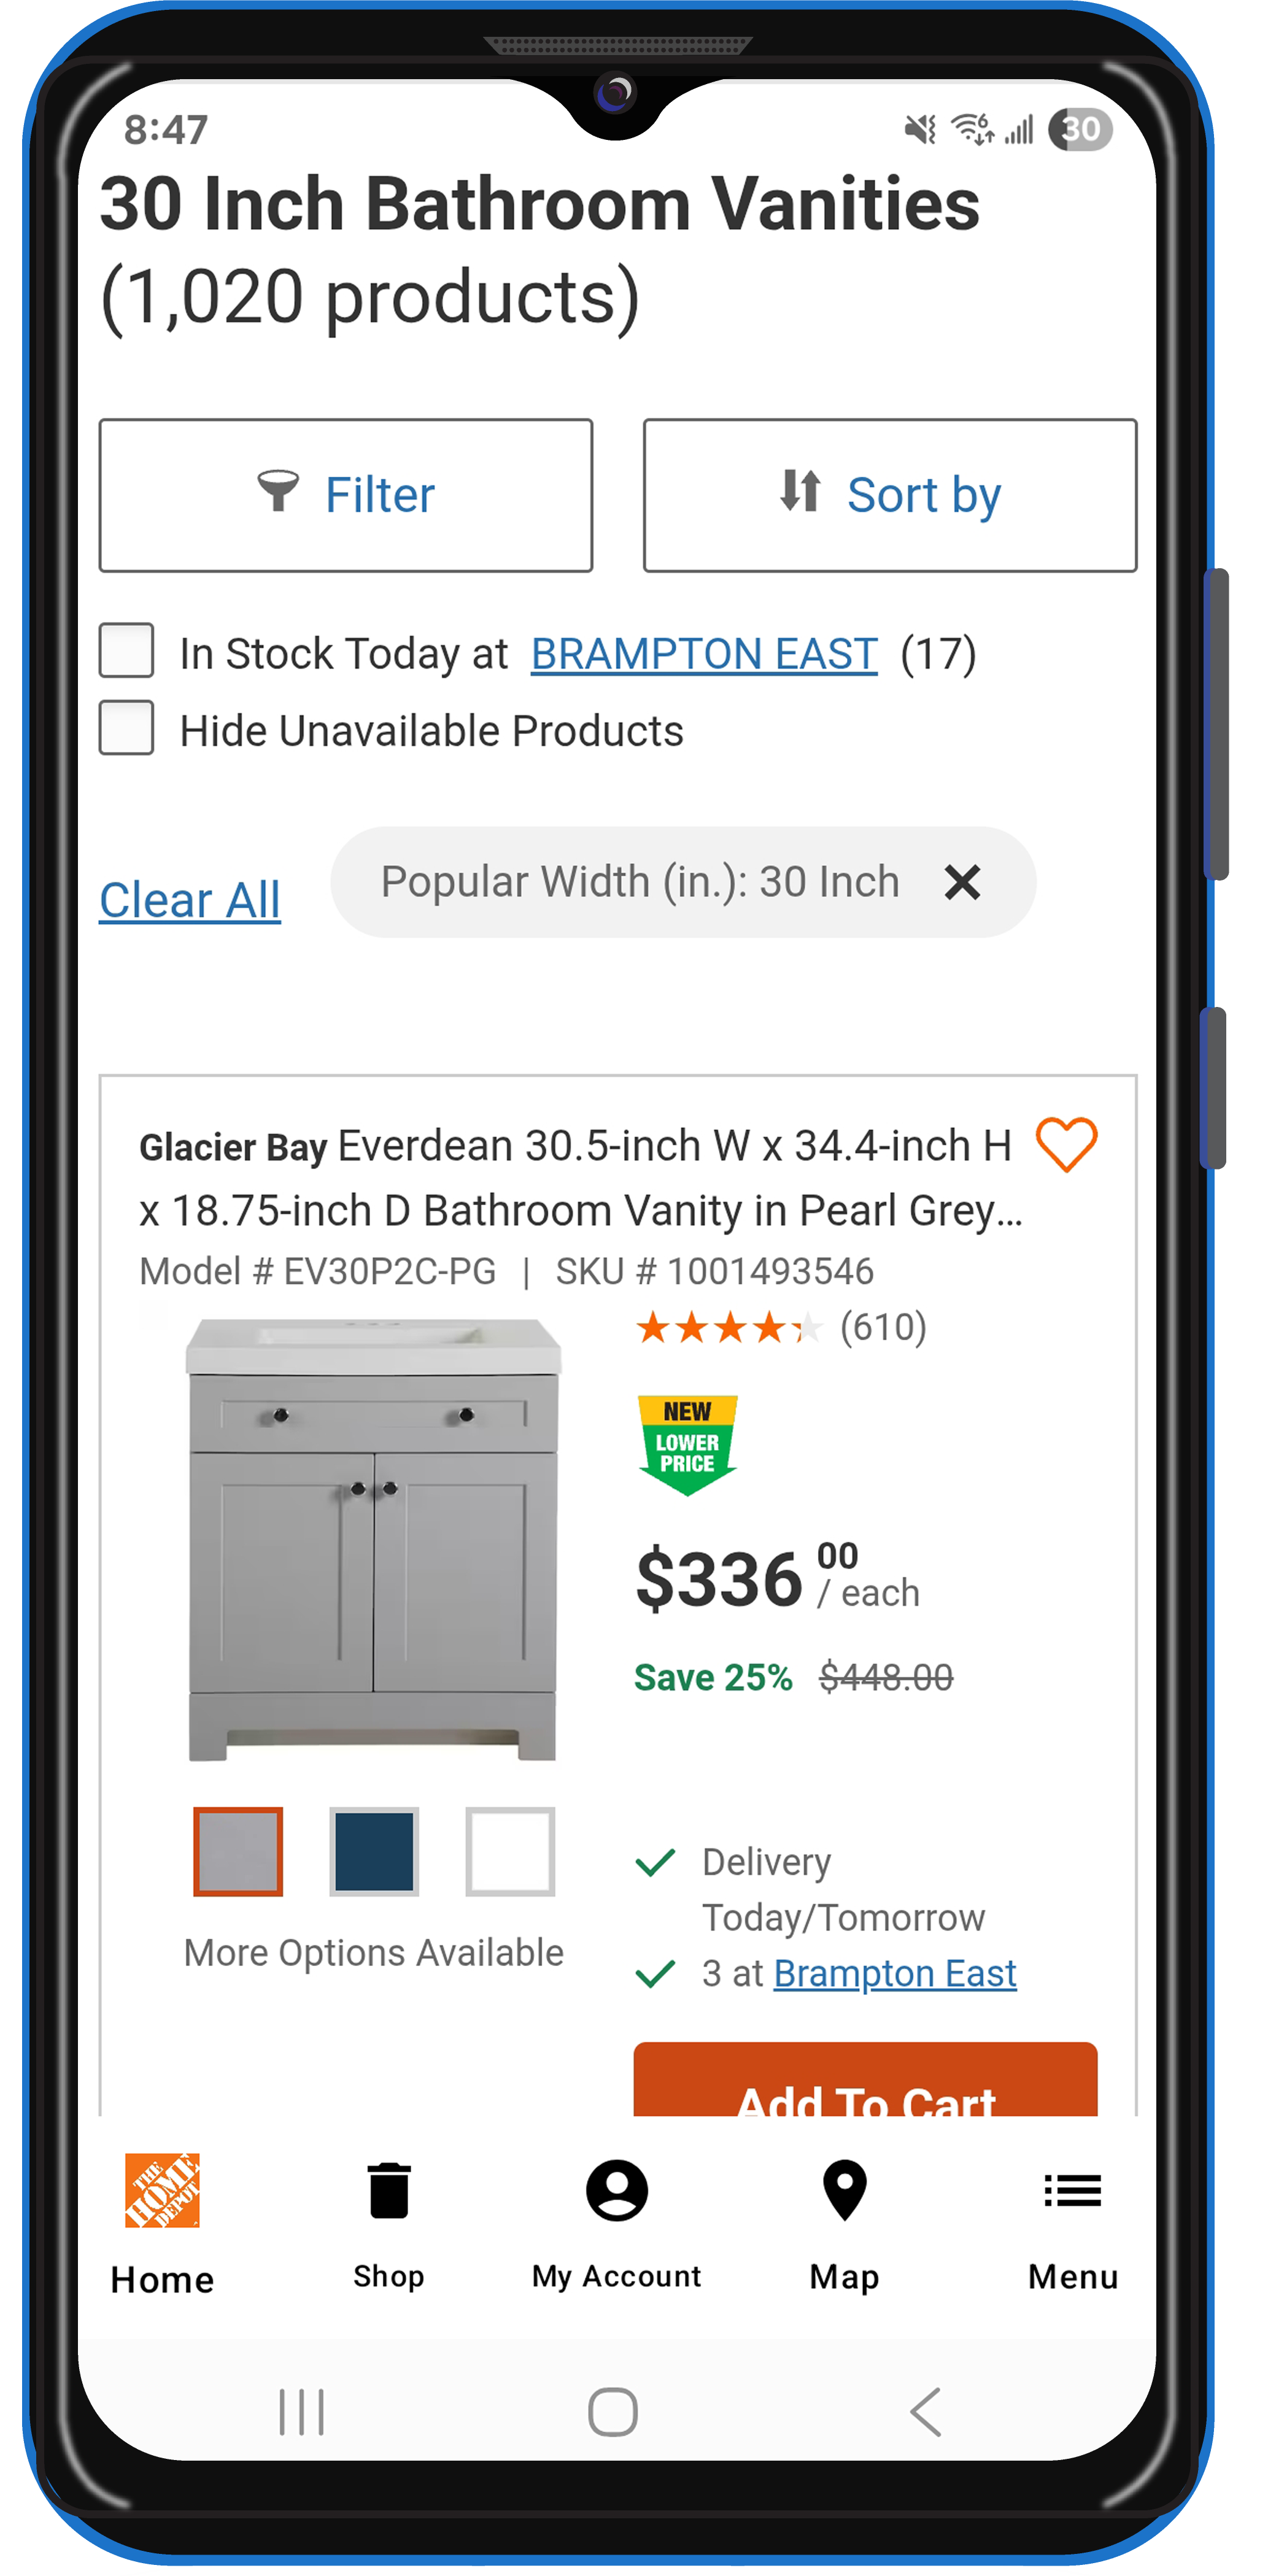 8:47
6
30
30 Inch Bathroom Vanities
(1,020 products)
Filter
Sort by
In Stock Today at BRAMPTON EAST (17)
Hide Unavailable Products
Clear All
Popular Width (in.): 30 Inch
Glacier Bay Everdean 30.5-inch W x 34.4-inch H
x 18.75-inch D Bathroom Vanity in Pearl Grey...
Model # EV30P2C-PG | SKU # 1001493546
(610)
NEW
LOWER
PRICE
$336 00
/ each
Save 25% $448.00
More Options Available
Delivery
Today/Tomorrow
3 at Brampton East
Add To Cart
THE
HOME
DEPOT
Home
Shop
My Account
Map
Menu